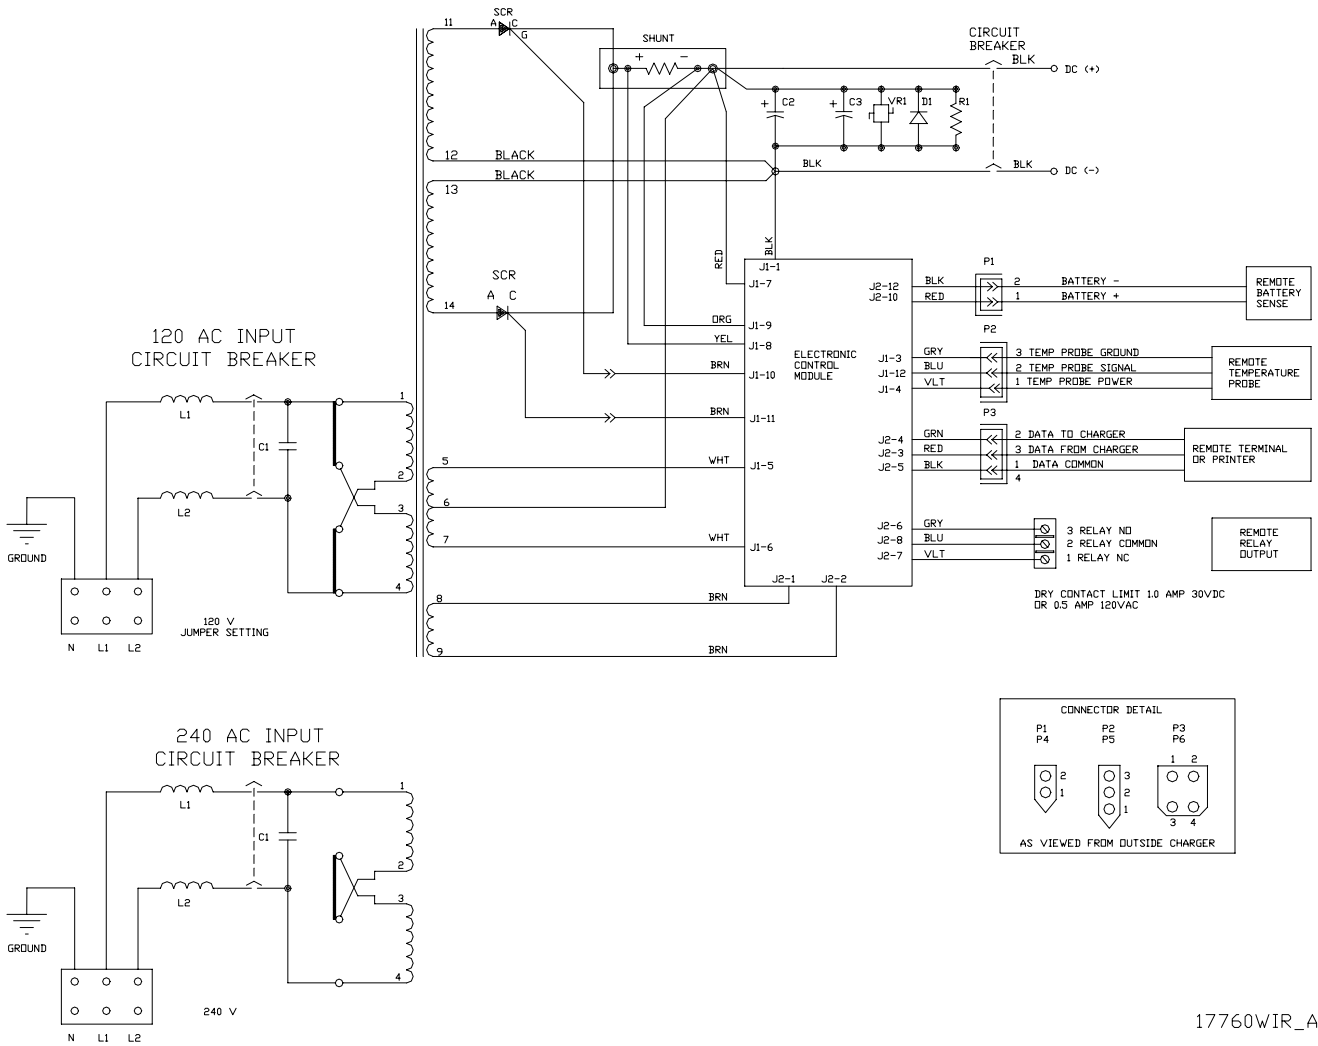 11
SCR
A C
G
SHUNT
+ -
CIRCUIT
BREAKER
BLK
DC (+)
+ C2
+ C3
VR1
D1
R1
12
BLACK
BLK
BLK
DC (-)
BLACK
13
RED
BLK
SCR
A C
14
J1-1
J1-7
ORG
J1-9
YEL
J1-8
BRN
J1-10
BRN
J1-11
WHT
J1-5
WHT
J1-6
J2-1
J2-2
ELECTRONIC
CONTROL
MODULE
J2-12
J2-10
BLK
RED
P1
2 BATTERY -
1 BATTERY +
REMOTE
BATTERY
SENSE
P2
J1-3
J1-12
J1-4
GRY
BLU
VLT
3 TEMP PROBE GROUND
2 TEMP PROBE SIGNAL
1 TEMP PROBE POWER
REMOTE
TEMPERATURE
PROBE
P3
J2-4
J2-3
J2-5
GRN
RED
BLK
2 DATA TO CHARGER
3 DATA FROM CHARGER
1 DATA COMMON
4
REMOTE TERMINAL
OR PRINTER
J2-6
J2-8
J2-7
GRY
BLU
VLT
3 RELAY NO
2 RELAY COMMON
1 RELAY NC
REMOTE
RELAY
OUTPUT
DRY CONTACT LIMIT 1.0 AMP 30VDC
OR 0.5 AMP 120VAC
120 AC INPUT
CIRCUIT BREAKER
L1
C1
L2
1
2
3
4
5
6
7
8
BRN
9
BRN
GROUND
N L1 L2
120 V
JUMPER SETTING
240 AC INPUT
CIRCUIT BREAKER
L1
C1
L2
1
2
3
4
GROUND
N L1 L2
240 V
CONNECTOR DETAIL
P1 P2 P3
P4 P5 P6
2
1
3
2
1
1 2
3 4
AS VIEWED FROM OUTSIDE CHARGER
17760WIR_A